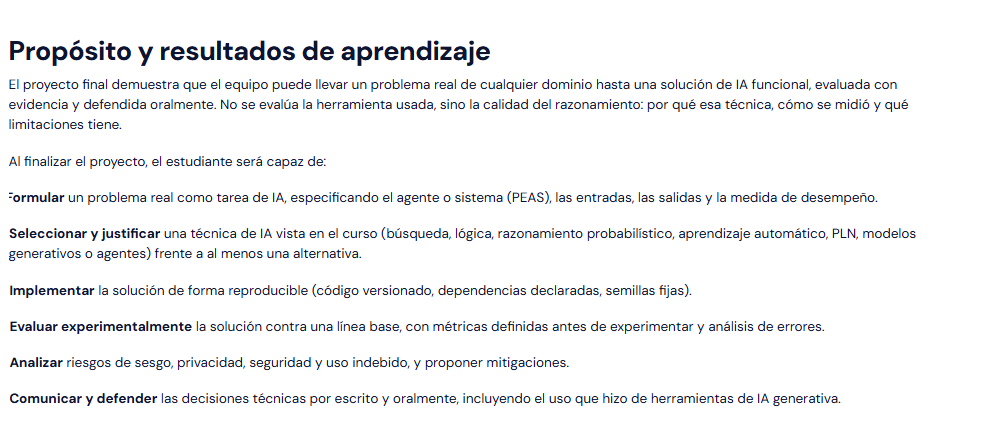 Propósito y resultados de aprendizaje
El proyecto final demuestra que el equipo puede llevar un problema real de cualquier dominio hasta una solución de IA funcional, evaluada con
evidencia y defendida oralmente. No se evalúa la herramienta usada, sino la calidad del razonamiento: por qué esa técnica, cómo se midió y qué
limitaciones tiene.
Al finalizar el proyecto, el estudiante será capaz de:
Formular un problema real como tarea de IA, especificando el agente o sistema (PEAS), las entradas, las salidas y la medida de desempeño.
Seleccionar y justificar una técnica de IA vista en el curso (búsqueda, lógica, razonamiento probabilístico, aprendizaje automático, PLN, modelos
generativos o agentes) frente a al menos una alternativa.
Implementar la solución de forma reproducible (código versionado, dependencias declaradas, semillas fijas).
Evaluar experimentalmente la solución contra una línea base, con métricas definidas antes de experimentar y análisis de errores.
Analizar riesgos de sesgo, privacidad, seguridad y uso indebido, y proponer mitigaciones.
Comunicar y defender las decisiones técnicas por escrito y oralmente, incluyendo el uso que hizo de herramientas de IA generativa.